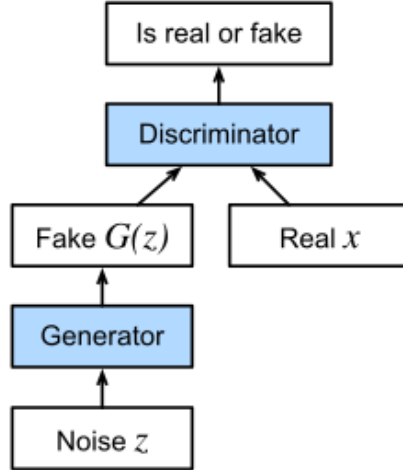 Is real or fake
Discriminator
Fake G(z)
Real x
Generator
Noise z